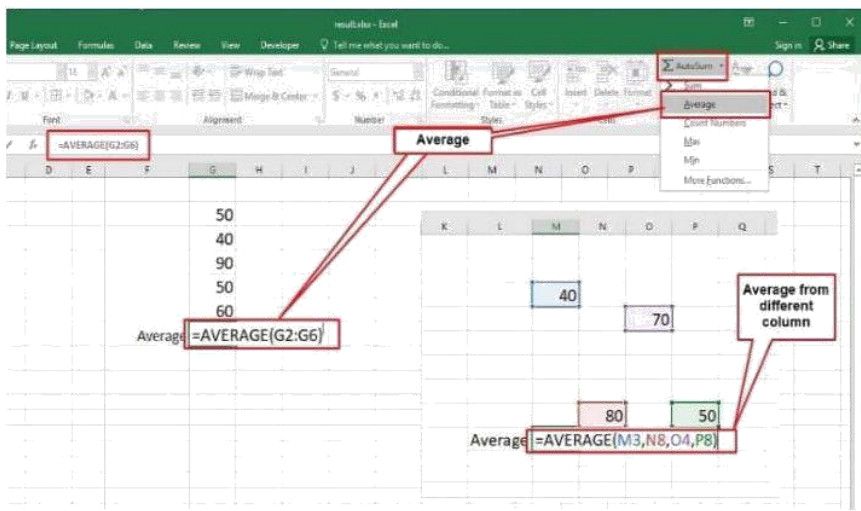 result.xlsx - Excel
Page Layout Formulas Data Review View Developer Tell me what you want to do... Sign in Share
16 A A Wrap Text General AutoSum
Merge & Center $ % Conditional Formatting Format as Table Cell Styles Insert Delete Format
Font Alignment Number Styles Cells
Sum
Average
Count Numbers
Max
Min
More Functions...
Average
fx =AVERAGE(G2:G6)
D E F G H I J L M N O P S T
50
40
90
50
60
Average =AVERAGE(G2:G6)
K L M N O P Q
40
70
80 50
Average =AVERAGE(M3,N8,O4,P8)
Average from
different
column